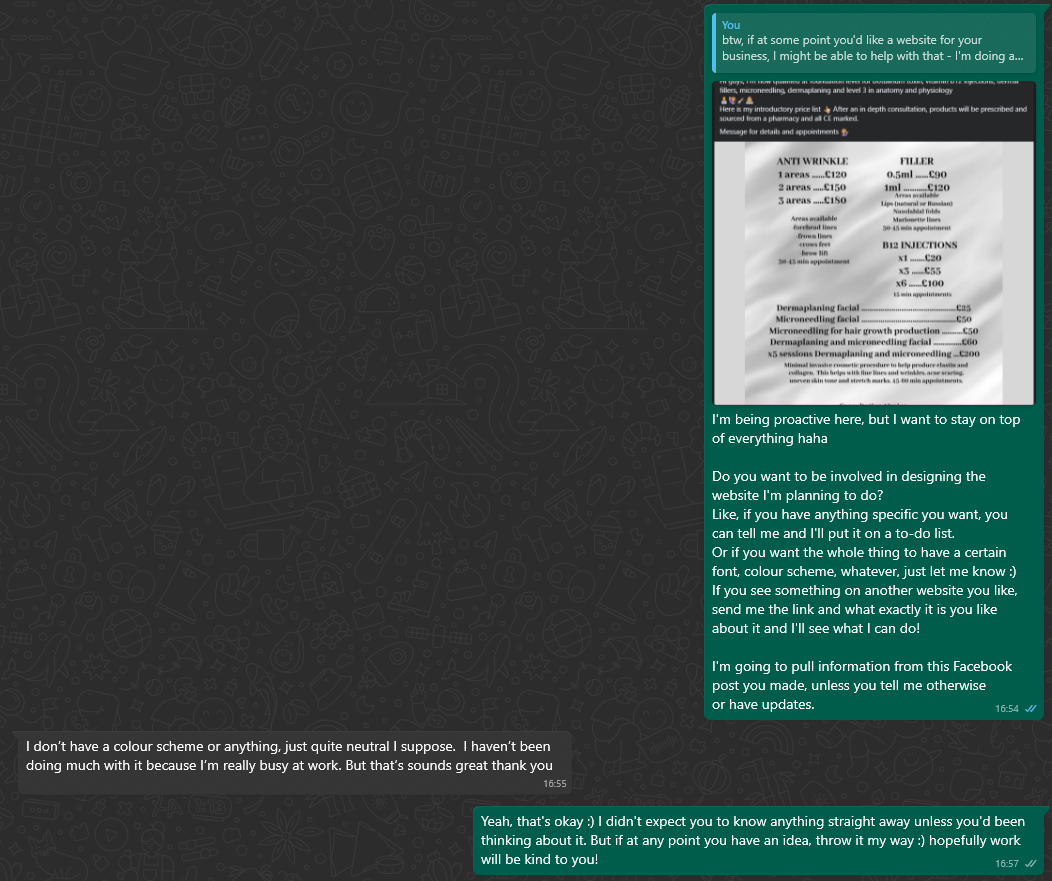 You
btw, if at some point you'd like a website for your
business, I might be able to help with that - I'm doing a...
fillers, microneedling, dermaplaning and level 3 in anatomy and physiology
Here is my introductory price list 👆🏼 After an in depth consultation, products will be prescribed and
sourced from a pharmacy and all CE marked.
Message for details and appointments
ANTI WRINKLE
1 areas .....£120
2 areas .....£150
3 areas .....£180
Areas available
forehead lines
frown lines
crows feet
brow lift
30-45 min appointment
FILLER
0.5ml .....£90
1ml ..........£120
Areas available
Lips (natural or Russian)
Nasolabial folds
Marionette lines
30-45 min appointment
B12 INJECTIONS
x1 ......£20
x3 .....£55
x6 .....£100
15 min appointments
Dermaplaning facial ........................................£25
Microneedling facial ........................................£50
Microneedling for hair growth production .........£50
Dermaplaning and microneedling facial .............£60
x5 sessions Dermaplaning and microneedling ..£200
Minimal invasive cosmetic procedure to help produce elastin and
collagen. This helps with fine lines and wrinkles, acne scaring,
uneven skin tone and stretch marks. 45-60 min appointments.
I'm being proactive here, but I want to stay on top
of everything haha
Do you want to be involved in designing the
website I'm planning to do?
Like, if you have anything specific you want, you
can tell me and I'll put it on a to-do list.
Or if you want the whole thing to have a certain
font, colour scheme, whatever, just let me know :)
If you see something on another website you like,
send me the link and what exactly it is you like
about it and I'll see what I can do!
I'm going to pull information from this Facebook
post you made, unless you tell me otherwise
or have updates.
16:54
I don't have a colour scheme or anything, just quite neutral I suppose.  I haven't been
doing much with it because I'm really busy at work. But that's sounds great thank you
16:55
Yeah, that's okay :) I didn't expect you to know anything straight away unless you'd been
thinking about it. But if at any point you have an idea, throw it my way :) hopefully work
will be kind to you!
16:57